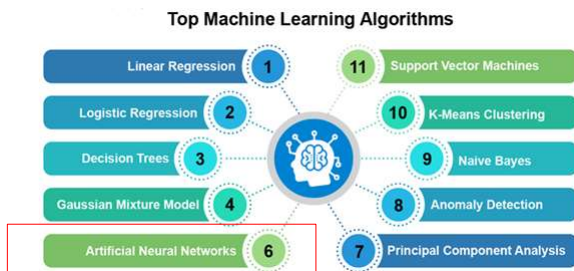 Top Machine Learning Algorithms
Linear Regression 1
11 Support Vector Machines
Logistic Regression 2
10 K-Means Clustering
Decision Trees 3
9 Naive Bayes
Gaussian Mixture Model 4
8 Anomaly Detection
Artificial Neural Networks 6
7 Principal Component Analysis